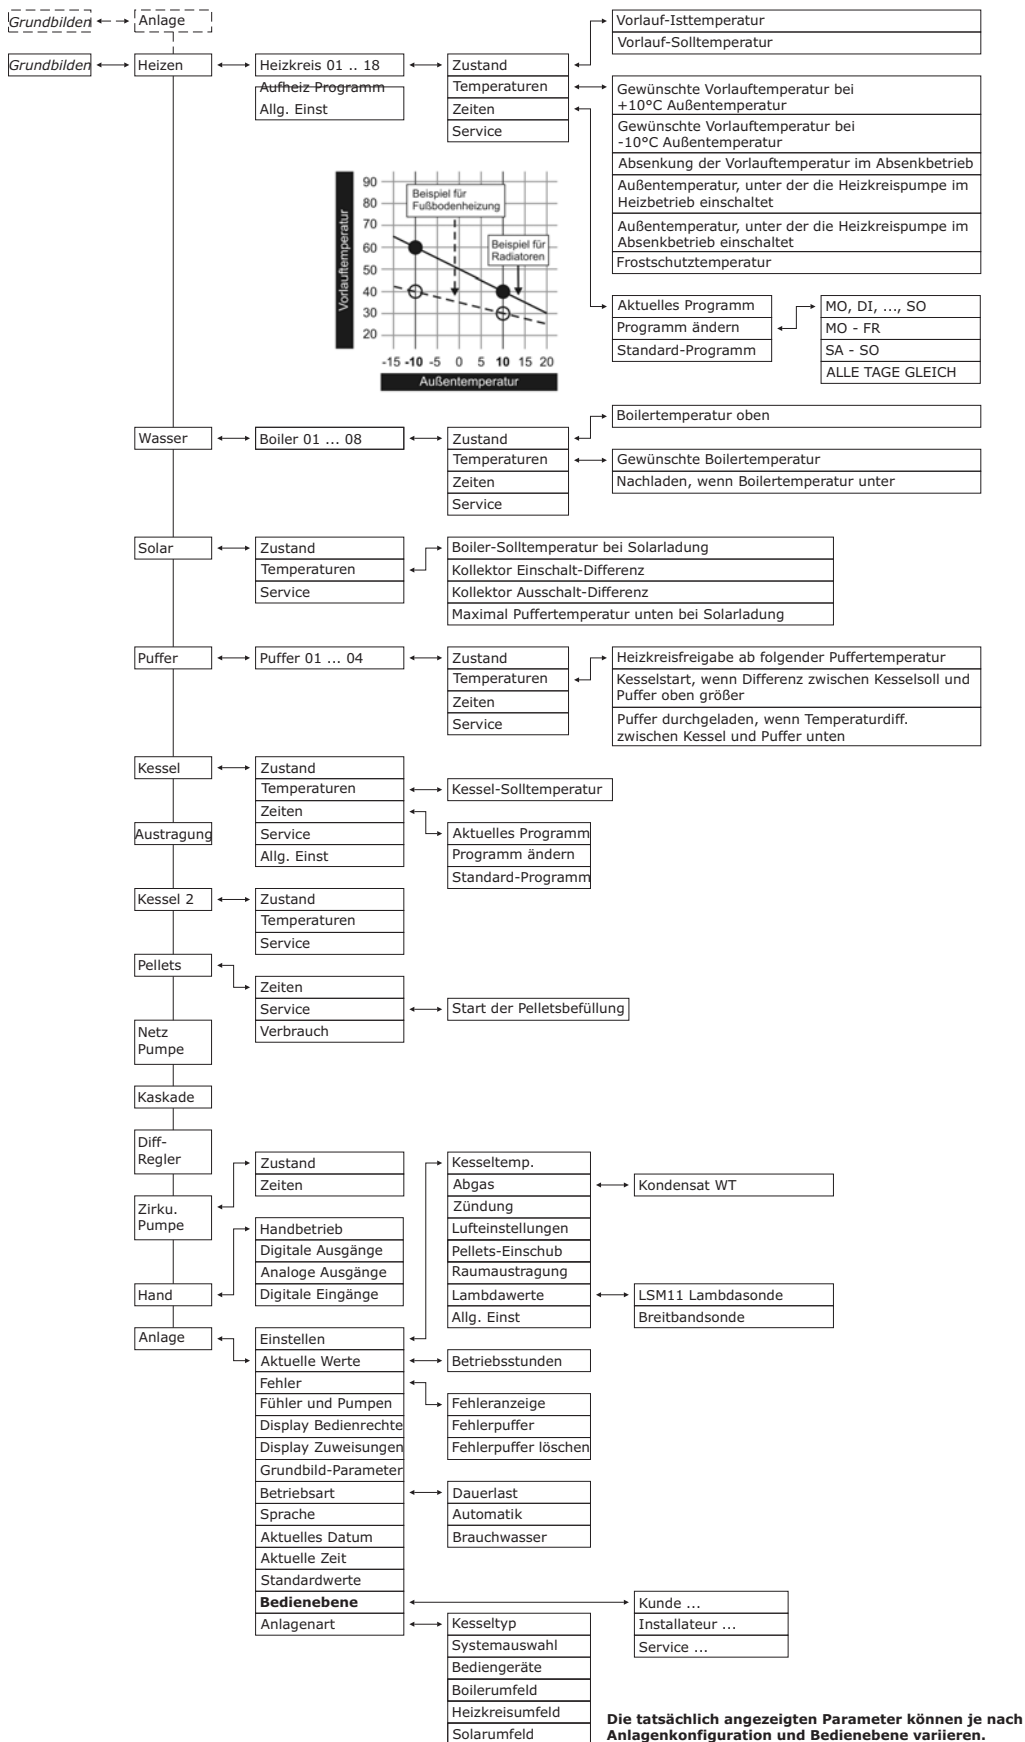 Grundbilden
Anlage
Grundbilden
Heizen
Heizkreis 01 .. 18
Aufheiz Programm
Allg. Einst
Zustand
Temperaturen
Zeiten
Service
Vorlauf-Isttemperatur
Vorlauf-Solltemperatur
Gewünschte Vorlauftemperatur bei
+10°C Außentemperatur
Gewünschte Vorlauftemperatur bei
-10°C Außentemperatur
Absenkung der Vorlauftemperatur im Absenkbetrieb
Außentemperatur, unter der die Heizkreispumpe im
Heizbetrieb einschaltet
Außentemperatur, unter der die Heizkreispumpe im
Absenkbetrieb einschaltet
Frostschutztemperatur
Aktuelles Programm
Programm ändern
Standard-Programm
MO, DI, ..., SO
MO - FR
SA - SO
ALLE TAGE GLEICH
Vorlauftemperatur
90
80
70
60
50
40
30
20
Beispiel für
Fußbodenheizung
Beispiel für
Radiatoren
-15 -10 -5 0 5 10 15 20
Außentemperatur
Wasser
Boiler 01 ... 08
Zustand
Temperaturen
Zeiten
Service
Boilertemperatur oben
Gewünschte Boilertemperatur
Nachladen, wenn Boilertemperatur unter
Solar
Zustand
Temperaturen
Service
Boiler-Solltemperatur bei Solarladung
Kollektor Einschalt-Differenz
Kollektor Ausschalt-Differenz
Maximal Puffertemperatur unten bei Solarladung
Puffer
Puffer 01 ... 04
Zustand
Temperaturen
Zeiten
Service
Heizkreisfreigabe ab folgender Puffertemperatur
Kesselstart, wenn Differenz zwischen Kesselsoll und
Puffer oben größer
Puffer durchgeladen, wenn Temperaturdiff.
zwischen Kessel und Puffer unten
Kessel
Zustand
Temperaturen
Zeiten
Service
Allg. Einst
Kessel-Solltemperatur
Aktuelles Programm
Programm ändern
Standard-Programm
Austragung
Kessel 2
Zustand
Temperaturen
Service
Pellets
Zeiten
Service
Verbrauch
Start der Pelletsbefüllung
Netz
Pumpe
Kaskade
Diff-
Regler
Zirku.
Pumpe
Zustand
Zeiten
Hand
Handbetrieb
Digitale Ausgänge
Analoge Ausgänge
Digitale Eingänge
Anlage
Einstellen
Aktuelle Werte
Fehler
Fühler und Pumpen
Display Bedienrechte
Display Zuweisungen
Grundbild-Parameter
Betriebsart
Sprache
Aktuelles Datum
Aktuelle Zeit
Standardwerte
Bedienebene
Anlagenart
Kesseltemp.
Abgas
Zündung
Lufteinstellungen
Pellets-Einschub
Raumaustragung
Lambdawerte
Allg. Einst
Kondensat WT
LSM11 Lambdasonde
Breitbandsonde
Betriebsstunden
Fehleranzeige
Fehlerpuffer
Fehlerpuffer löschen
Dauerlast
Automatik
Brauchwasser
Kunde ...
Installateur ...
Service ...
Kesseltyp
Systemauswahl
Bediengeräte
Boilerumfeld
Heizkreisumfeld
Solarumfeld
Die tatsächlich angezeigten Parameter können je nach
Anlagenkonfiguration und Bedienebene variieren.